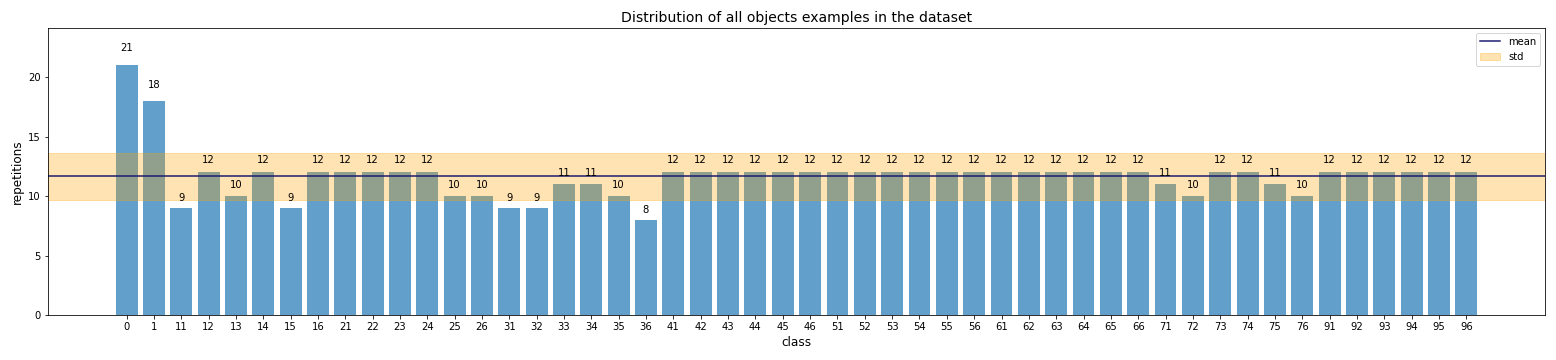 Distribution of all objects examples in the dataset
mean
std
repetitions
20
15
10
5
0
21 18 9 12 10 12 9 12 12 12 12 12 10 10 9 9 11 11 10 8 12 12 12 12 12 12 12 12 12 12 12 12 12 12 12 12 12 12 11 10 12 12 11 10 12 12 12 12 12 12
0 1 11 12 13 14 15 16 21 22 23 24 25 26 31 32 33 34 35 36 41 42 43 44 45 46 51 52 53 54 55 56 61 62 63 64 65 66 71 72 73 74 75 76 91 92 93 94 95 96
class